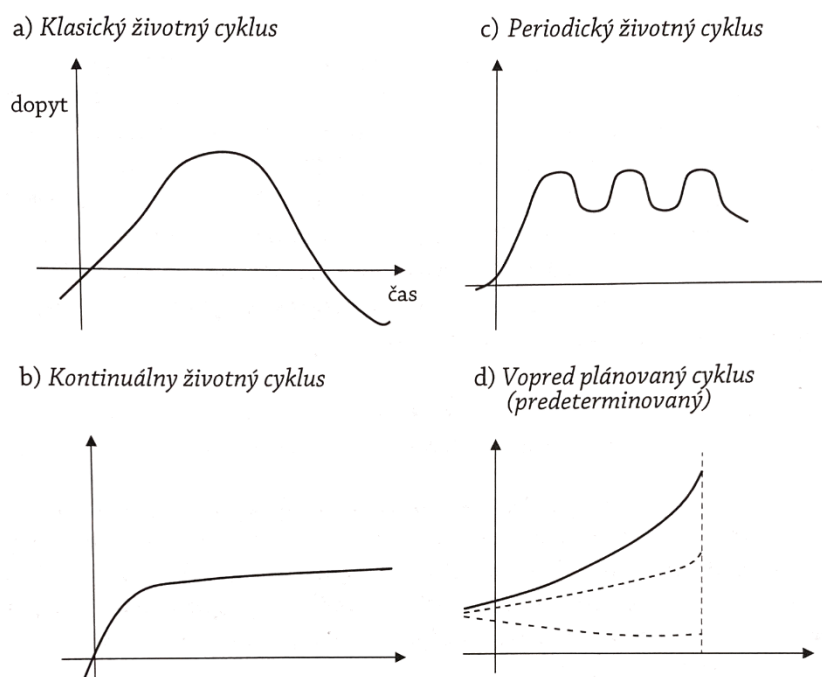 a) Klasický životný cyklus
dopyt
čas
b) Kontinuálny životný cyklus
c) Periodický životný cyklus
d) Vopred plánovaný cyklus
(predeterminovaný)